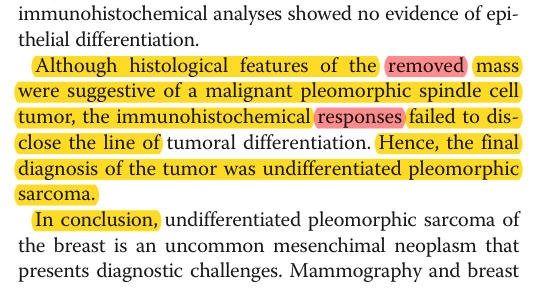 immunohistochemical analyses showed no evidence of epi-
thelial differentiation.
Although histological features of the removed mass
were suggestive of a malignant pleomorphic spindle cell
tumor, the immunohistochemical responses failed to dis-
close the line of tumoral differentiation. Hence, the final
diagnosis of the tumor was undifferentiated pleomorphic
sarcoma.
In conclusion, undifferentiated pleomorphic sarcoma of
the breast is an uncommon mesenchimal neoplasm that
presents diagnostic challenges. Mammography and breast